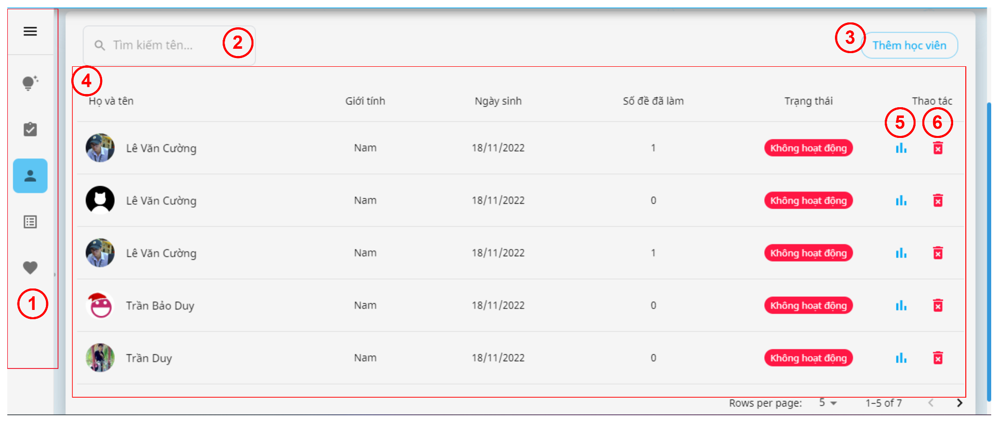 Tìm kiếm tên...
2
3
Thêm học viên
4
Họ và tên Giới tính Ngày sinh Số đề đã làm Trạng thái Thao tác
5 6
Lê Văn Cường Nam 18/11/2022 1 Không hoạt động
Lê Văn Cường Nam 18/11/2022 0 Không hoạt động
Lê Văn Cường Nam 18/11/2022 1 Không hoạt động
Trần Bảo Duy Nam 18/11/2022 0 Không hoạt động
1
Trần Duy Nam 18/11/2022 0 Không hoạt động
Rows per page: 5 1–5 of 7